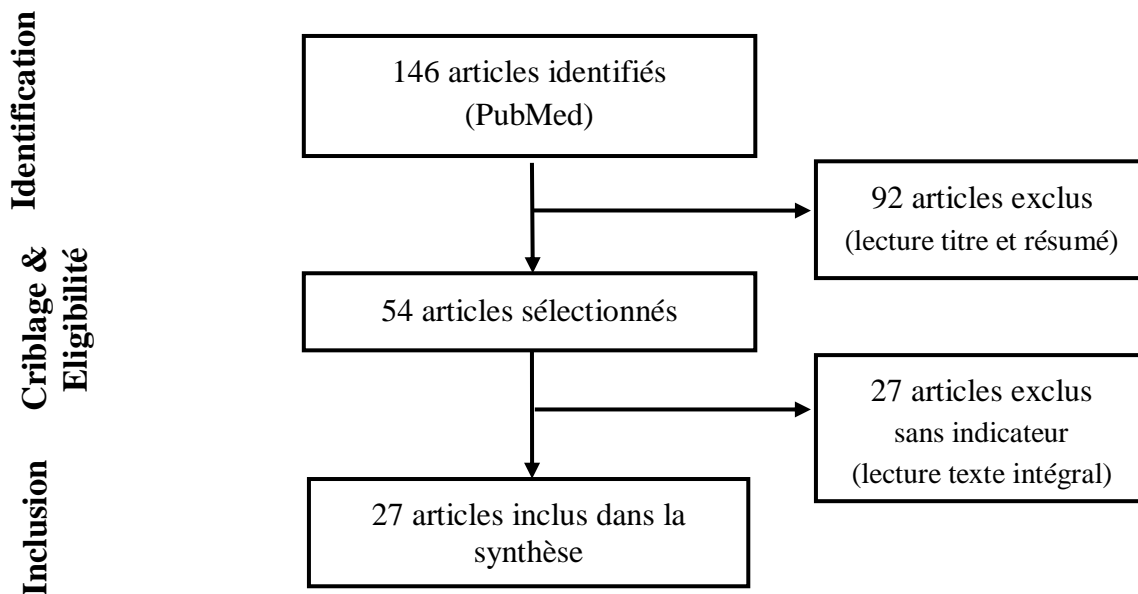 Identification
146 articles identifiés
(PubMed)
92 articles exclus
(lecture titre et résumé)
Criblage &
Eligibilité
54 articles sélectionnés
27 articles exclus
sans indicateur
(lecture texte intégral)
Inclusion
27 articles inclus dans la
synthèse